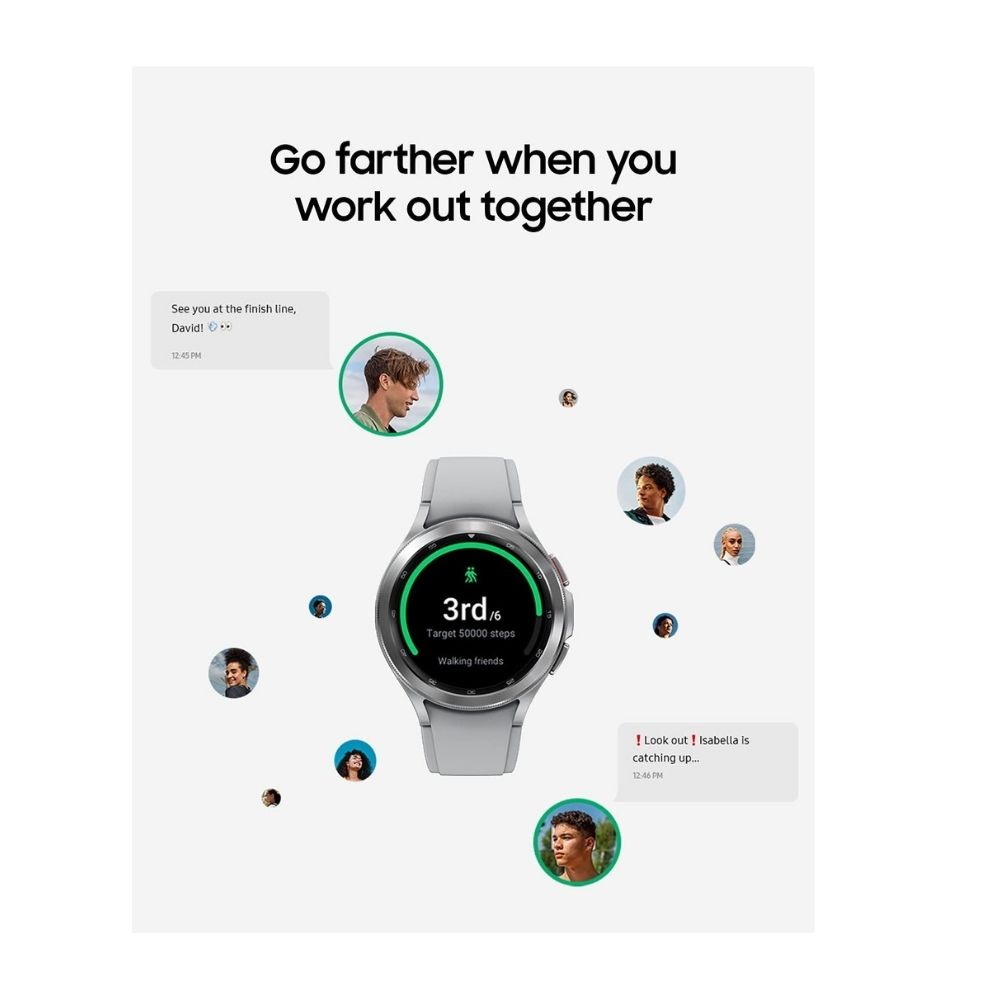 Go farther when you
work out together
See you at the finish line,
David! 💨👀
12:45 PM
3rd/6
Target 50000 steps
Walking friends
❗Look out❗Isabella is
catching up...
12:46 PM